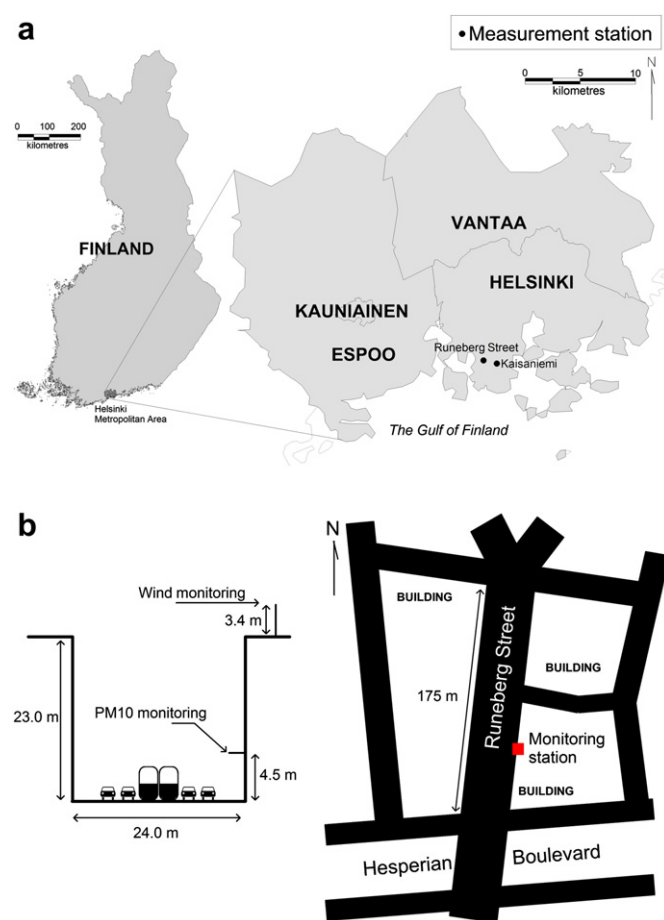 a
• Measurement station
N
0 5 10
kilometres
0 100 200
kilometres
FINLAND
VANTAA
HELSINKI
KAUNIAINEN
ESPOO
Runeberg Street
Kaisaniemi
Helsinki
Metropolitan Area
The Gulf of Finland
b
Wind monitoring
3.4 m
23.0 m
PM10 monitoring
4.5 m
24.0 m
N
BUILDING
Runeberg Street
175 m
BUILDING
Monitoring
station
BUILDING
Hesperian Boulevard